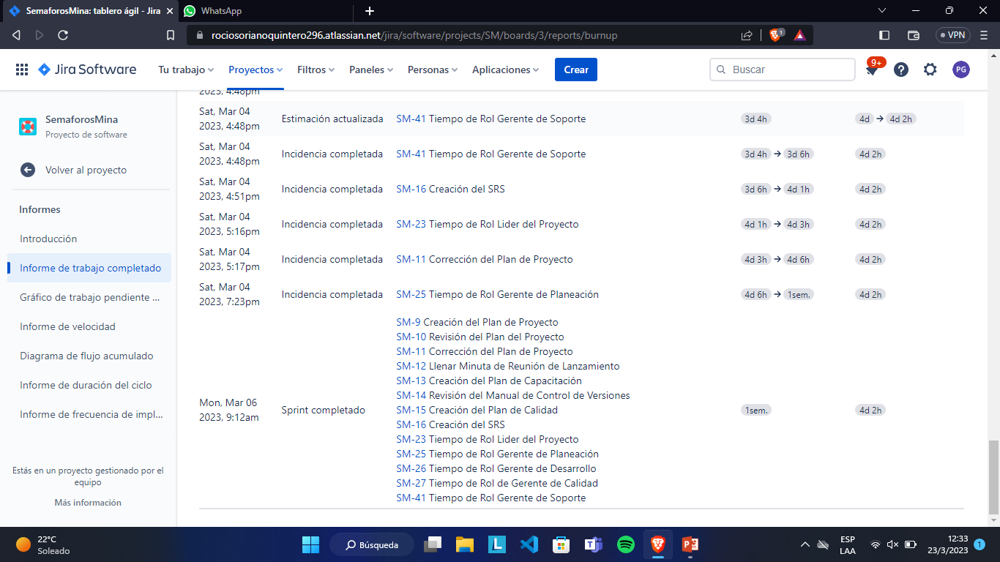 SemaforosMina: tablero ágil - Jira
WhatsApp
rociosorianoquintero296.atlassian.net/jira/software/projects/SM/boards/3/reports/burnup
1
VPN
Jira Software
Tu trabajo
Proyectos
Filtros
Paneles
Personas
Aplicaciones
Crear
Buscar
9+
PG
SemaforosMina
Proyecto de software
Volver al proyecto
Informes
Introducción
Informe de trabajo completado
Gráfico de trabajo pendiente ...
Informe de velocidad
Diagrama de flujo acumulado
Informe de duración del ciclo
Informe de frecuencia de impl...
Estás en un proyecto gestionado por el
equipo
Más información
2023, 4:48pm
Sat, Mar 04
2023, 4:48pm
Estimación actualizada
SM-41 Tiempo de Rol Gerente de Soporte
3d 4h
4d → 4d 2h
Sat, Mar 04
2023, 4:48pm
Incidencia completada
SM-41 Tiempo de Rol Gerente de Soporte
3d 4h → 3d 6h
4d 2h
Sat, Mar 04
2023, 4:51pm
Incidencia completada
SM-16 Creación del SRS
3d 6h → 4d 1h
4d 2h
Sat, Mar 04
2023, 5:16pm
Incidencia completada
SM-23 Tiempo de Rol Lider del Proyecto
4d 1h → 4d 3h
4d 2h
Sat, Mar 04
2023, 5:17pm
Incidencia completada
SM-11 Corrección del Plan de Proyecto
4d 3h → 4d 6h
4d 2h
Sat, Mar 04
2023, 7:23pm
Incidencia completada
SM-25 Tiempo de Rol Gerente de Planeación
4d 6h → 1sem.
4d 2h
Mon, Mar 06
2023, 9:12am
Sprint completado
SM-9 Creación del Plan de Proyecto
SM-10 Revisión del Plan del Proyecto
SM-11 Corrección del Plan de Proyecto
SM-12 Llenar Minuta de Reunión de Lanzamiento
SM-13 Creación del Plan de Capacitación
SM-14 Revisión del Manual de Control de Versiones
SM-15 Creación del Plan de Calidad
SM-16 Creación del SRS
SM-23 Tiempo de Rol Lider del Proyecto
SM-25 Tiempo de Rol Gerente de Planeación
SM-26 Tiempo de Rol Gerente de Desarrollo
SM-27 Tiempo de Rol de Gerente de Calidad
SM-41 Tiempo de Rol Gerente de Soporte
1sem.
4d 2h
22°C
Soleado
Búsqueda
ESP
LAA
12:33
23/3/2023
1